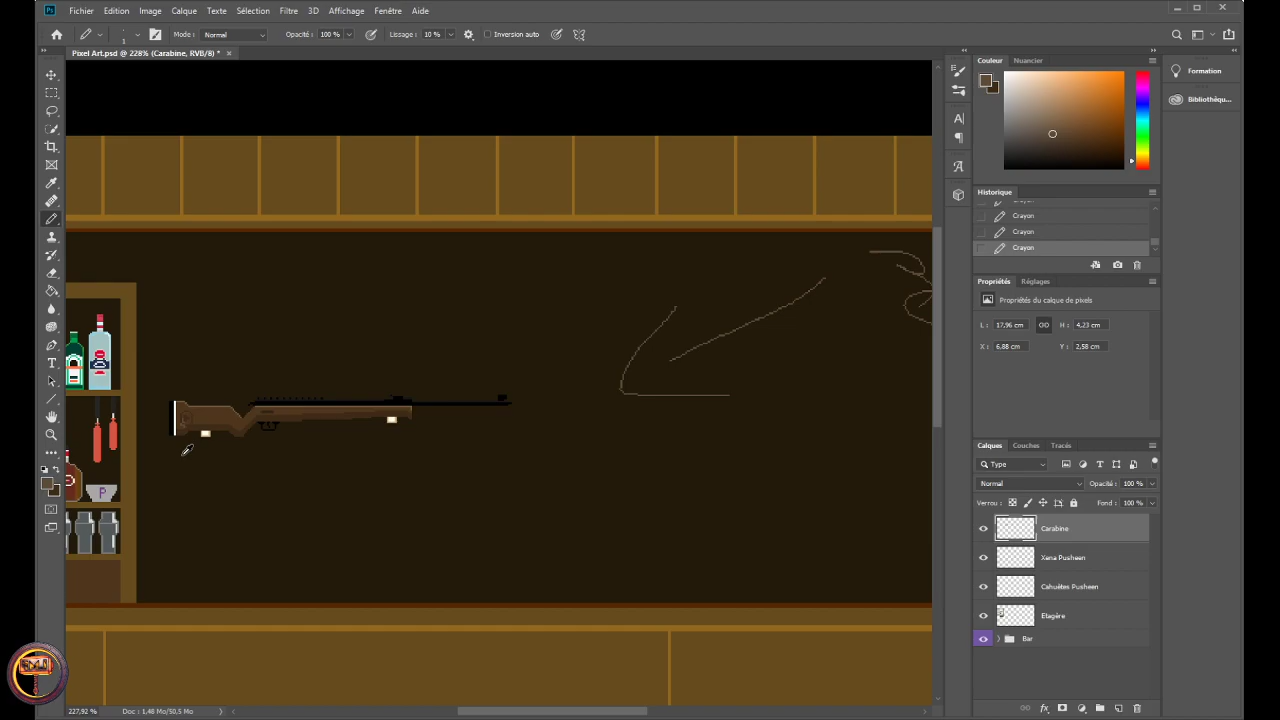 Fichier Edition Image Calque Texte Sélection Filtre 3D Affichage Fenêtre Aide
1 Mode : Normal Opacité : 100 % Lissage : 10 % Inversion auto
Pixel Art.psd @ 228% (Carabine, RVB/8) * ×
Couleur Nuancier
Formation
Bibliothèqu...
Historique
Crayon
Crayon
Crayon
Propriétés Réglages
Propriétés du calque de pixels
L : 17,96 cm H : 4,23 cm
X : 6,88 cm Y : 2,58 cm
P
Calques Couches Tracés
Type
Normal Opacité : 100 %
Verrou : Fond : 100 %
Carabine
Xena Pusheen
Cahuètes Pusheen
Etagère
Bar
227,92 % Doc : 1,48 Mo/50,5 Mo